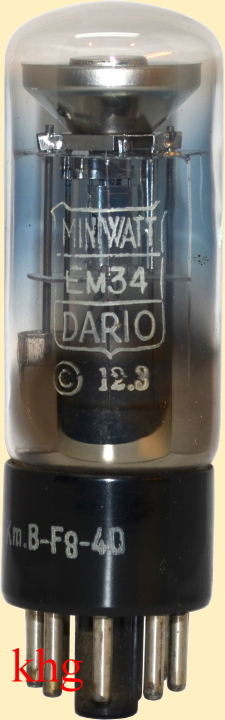 MINIWATT
EM34
DARIO
© 12.3
Km.B-F8-4D
khg